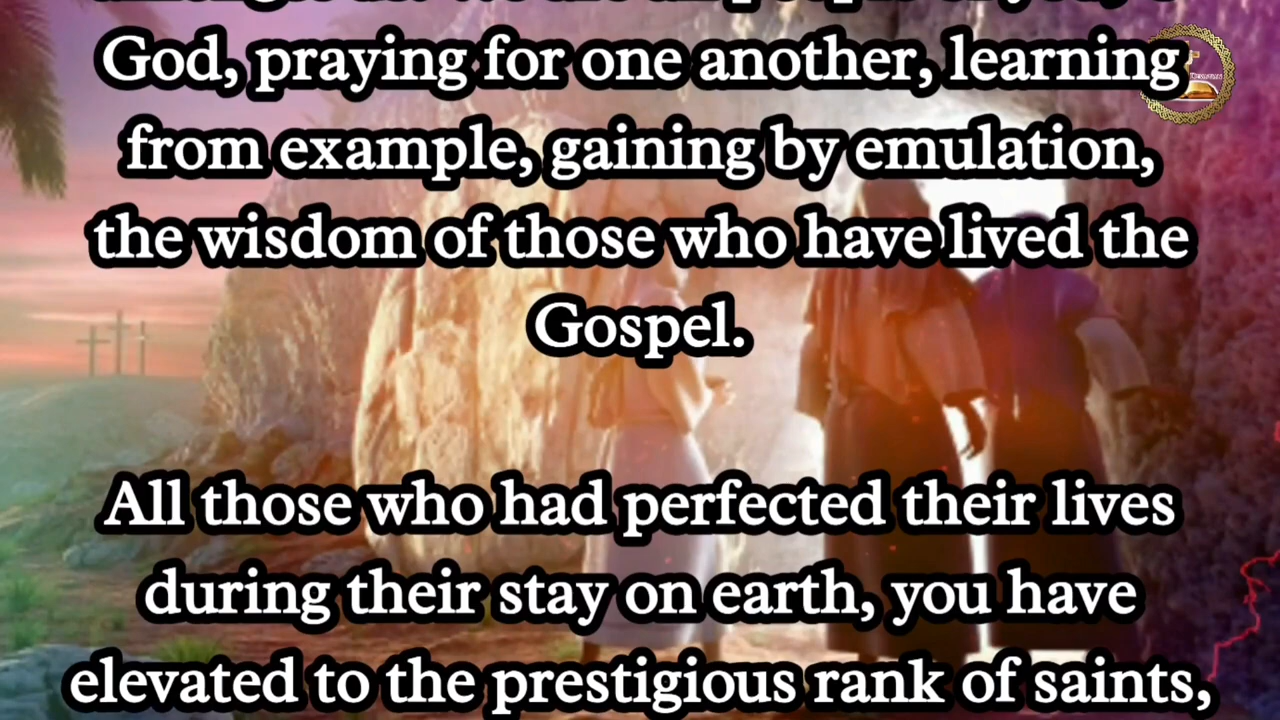 God, praying for one another, learning
from example, gaining by emulation,
the wisdom of those who have lived the
Gospel.
All those who had perfected their lives
during their stay on earth, you have
elevated to the prestigious rank of saints,